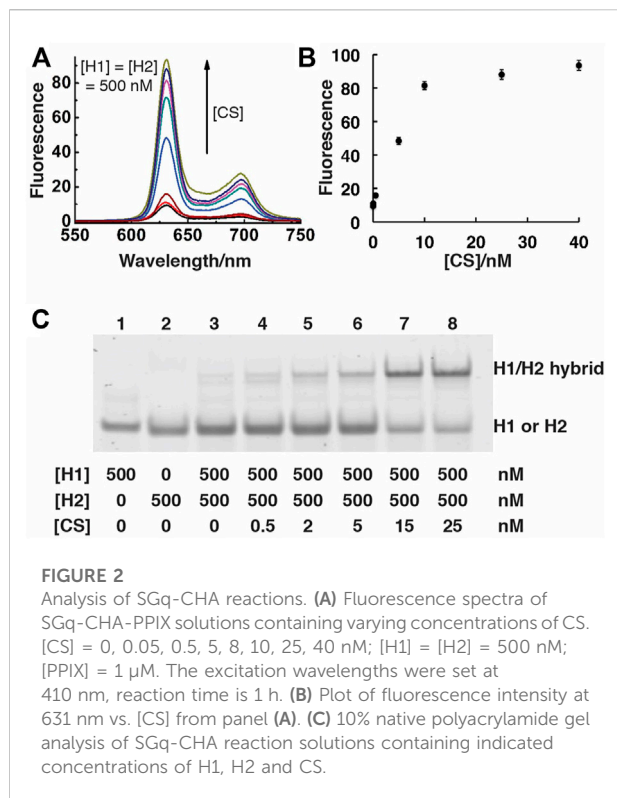 A
[H1] = [H2]
= 500 nM
[CS]
Fluorescence
80
60
40
20
0
550 600 650 700 750
Wavelength/nm
B
Fluorescence
100
80
60
40
20
0
0 10 20 30 40
[CS]/nM
C
1 2 3 4 5 6 7 8
H1/H2 hybrid
H1 or H2
[H1] 500 0 500 500 500 500 500 500 nM
[H2] 0 500 500 500 500 500 500 500 nM
[CS] 0 0 0 0.5 2 5 15 25 nM
FIGURE 2
Analysis of SGq-CHA reactions. (A) Fluorescence spectra of
SGq-CHA-PPIX solutions containing varying concentrations of CS.
[CS] = 0, 0.05, 0.5, 5, 8, 10, 25, 40 nM; [H1] = [H2] = 500 nM;
[PPIX] = 1 μM. The excitation wavelengths were set at
410 nm, reaction time is 1 h. (B) Plot of fluorescence intensity at
631 nm vs. [CS] from panel (A). (C) 10% native polyacrylamide gel
analysis of SGq-CHA reaction solutions containing indicated
concentrations of H1, H2 and CS.